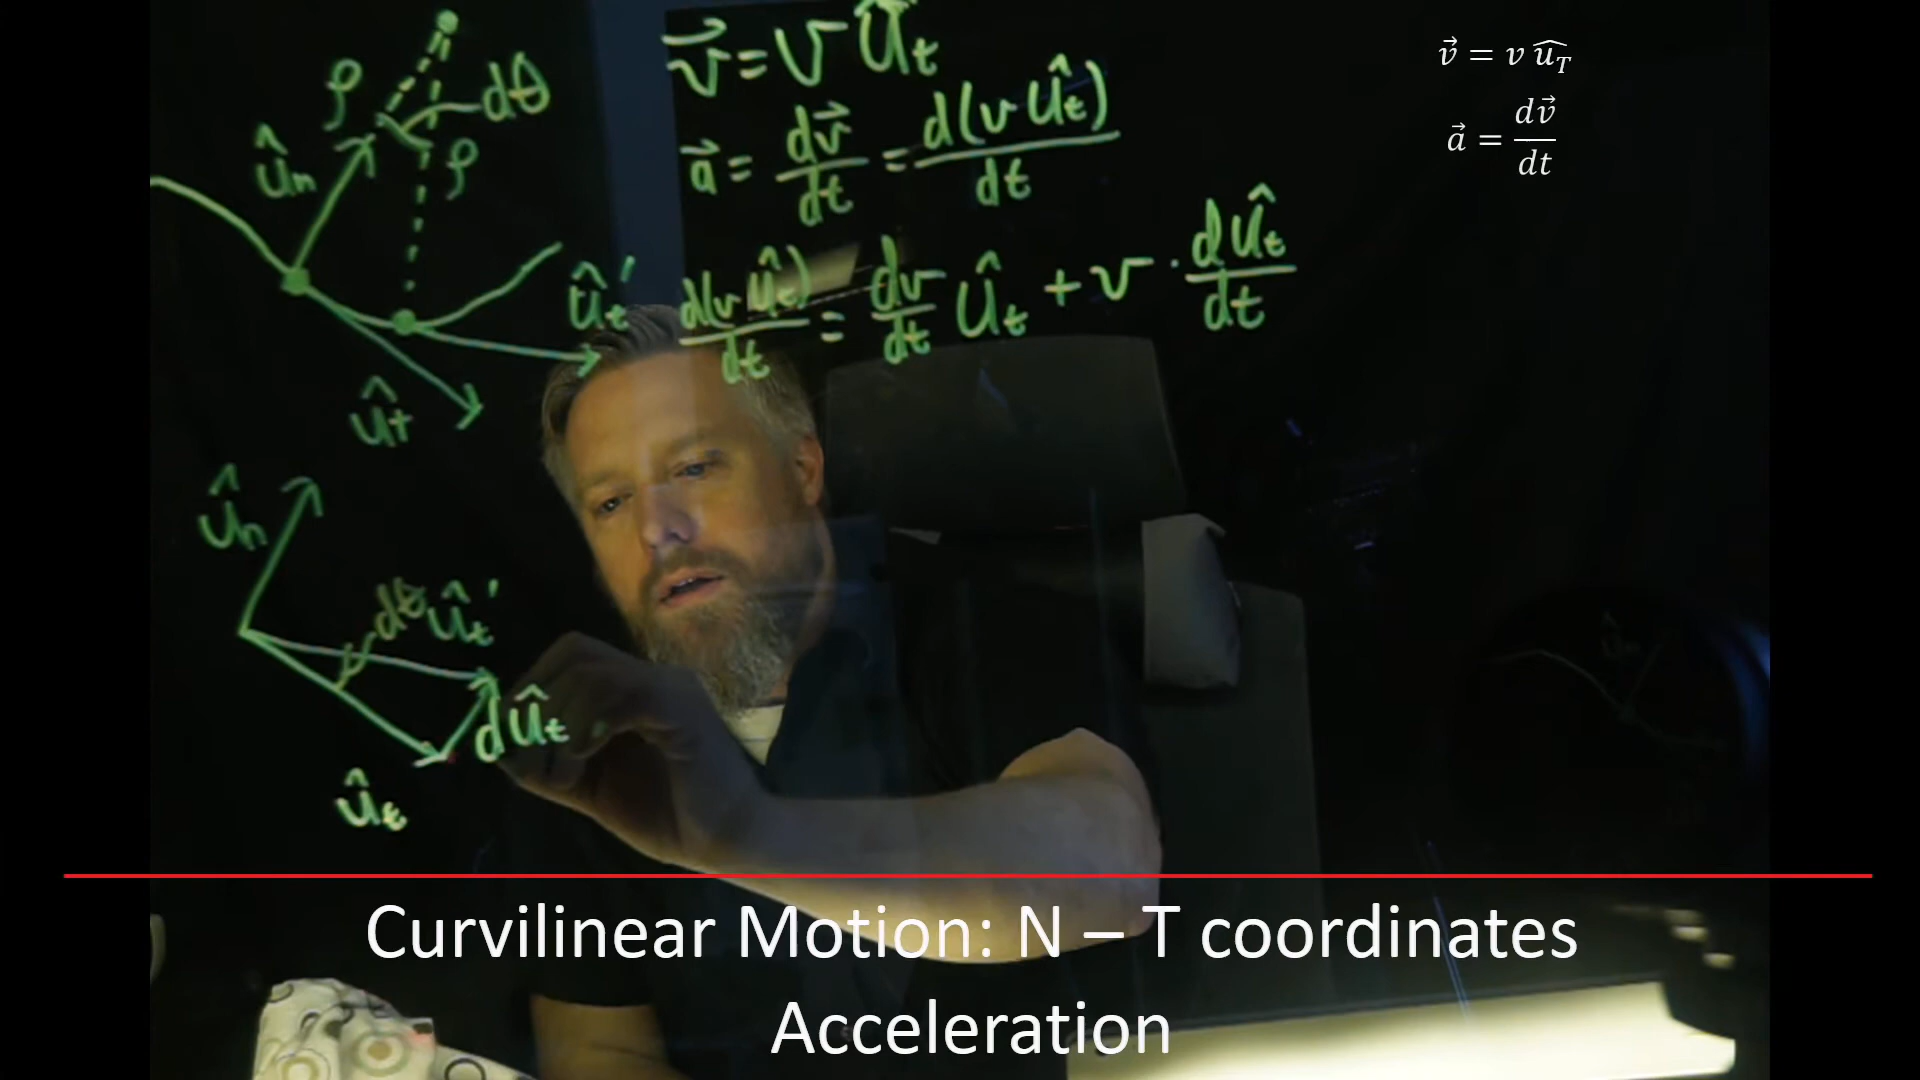 v⃗ = v û_t
a⃗ = dv⃗/dt = d(v û_t)/dt
d(v û_t)/dt = dv/dt û_t + v · dû_t/dt
ρ
dθ
û_n
ρ
û_t'
û_t
û_n
dθ
û_t'
dû_t
û_t
v⃗ = v û_T
a⃗ = dv⃗/dt
Curvilinear Motion: N – T coordinates
Acceleration